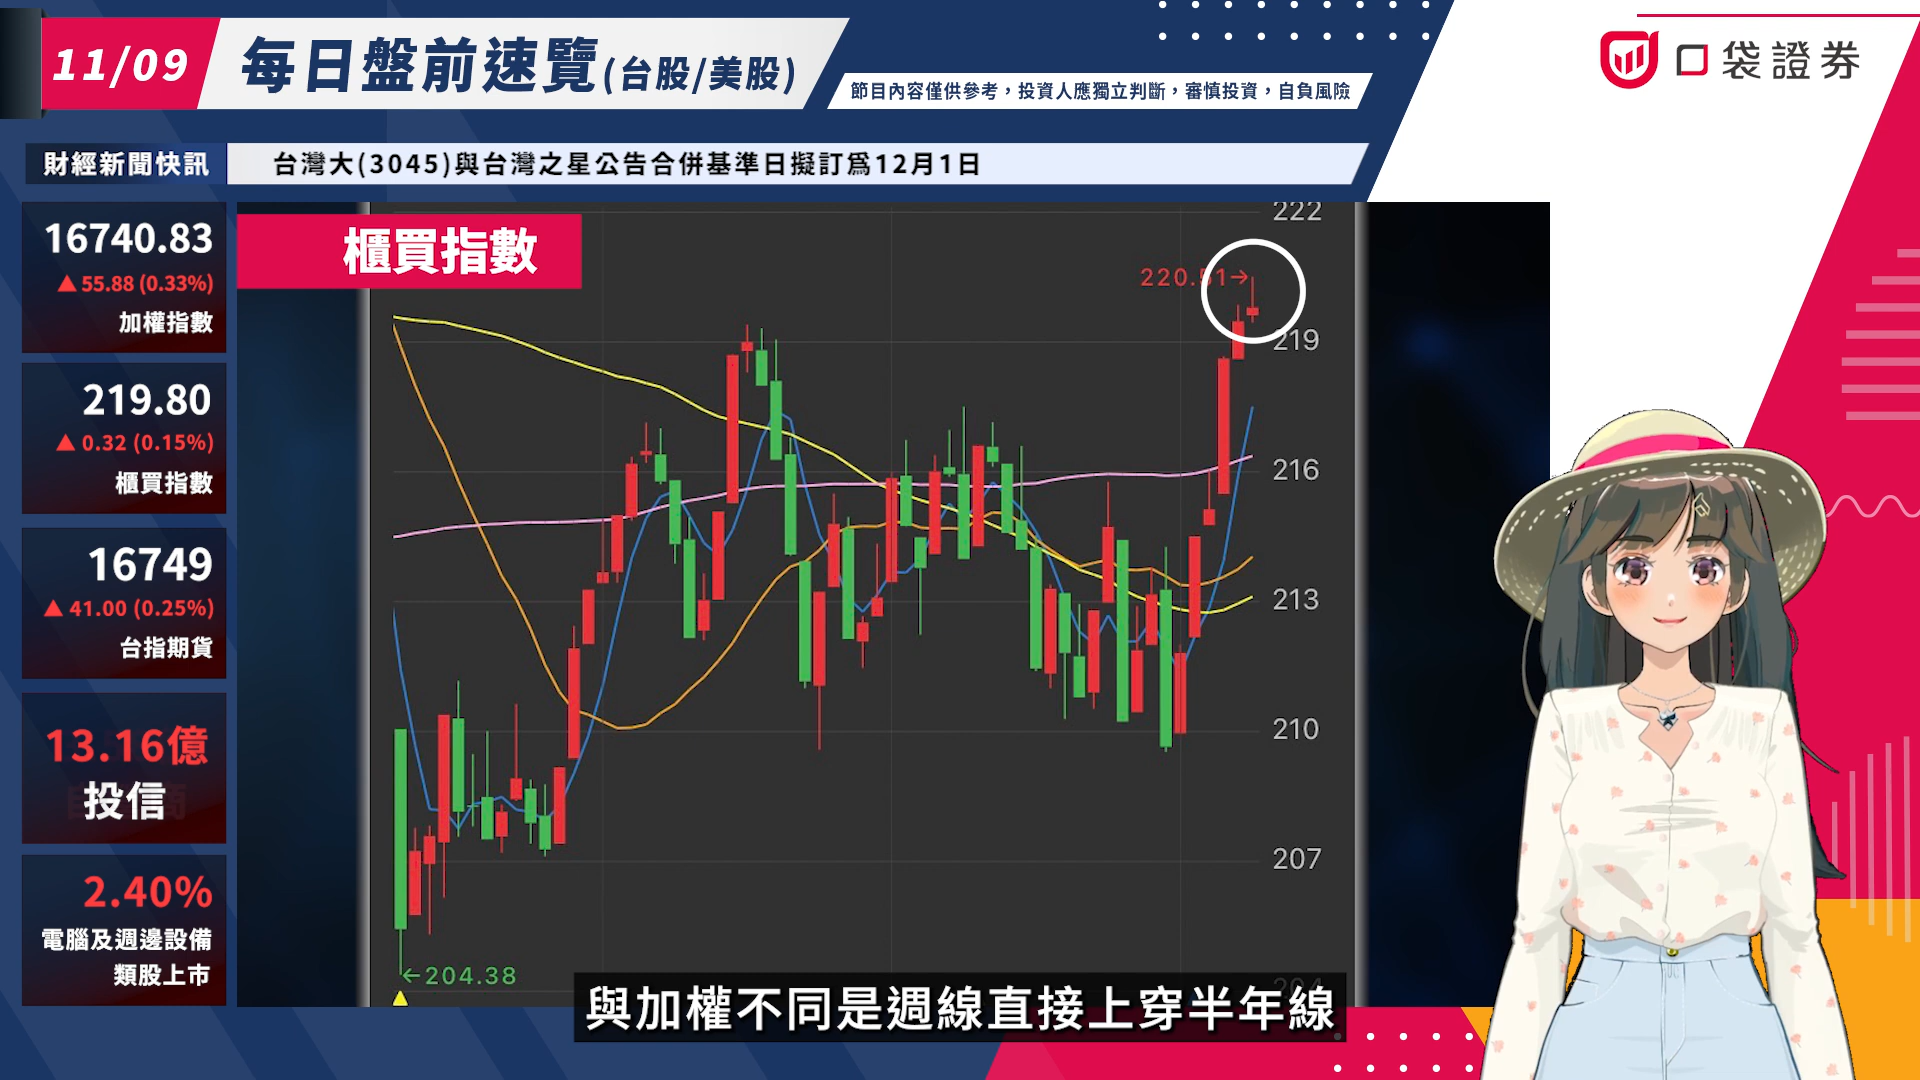 11/09
每日盤前速覽(台股/美股)
節目內容僅供參考，投資人應獨立判斷，審慎投資，自負風險
口袋證券
財經新聞快訊
台灣大(3045)與台灣之星公告合併基準日擬訂為12月1日
16740.83
▲55.88 (0.33%)
加權指數
219.80
▲0.32 (0.15%)
櫃買指數
16749
▲41.00 (0.25%)
台指期貨
13.16億
投信
2.40%
電腦及週邊設備
類股上市
櫃買指數
220.51→
222
219
216
213
210
207
204
←204.38
與加權不同是週線直接上穿半年線